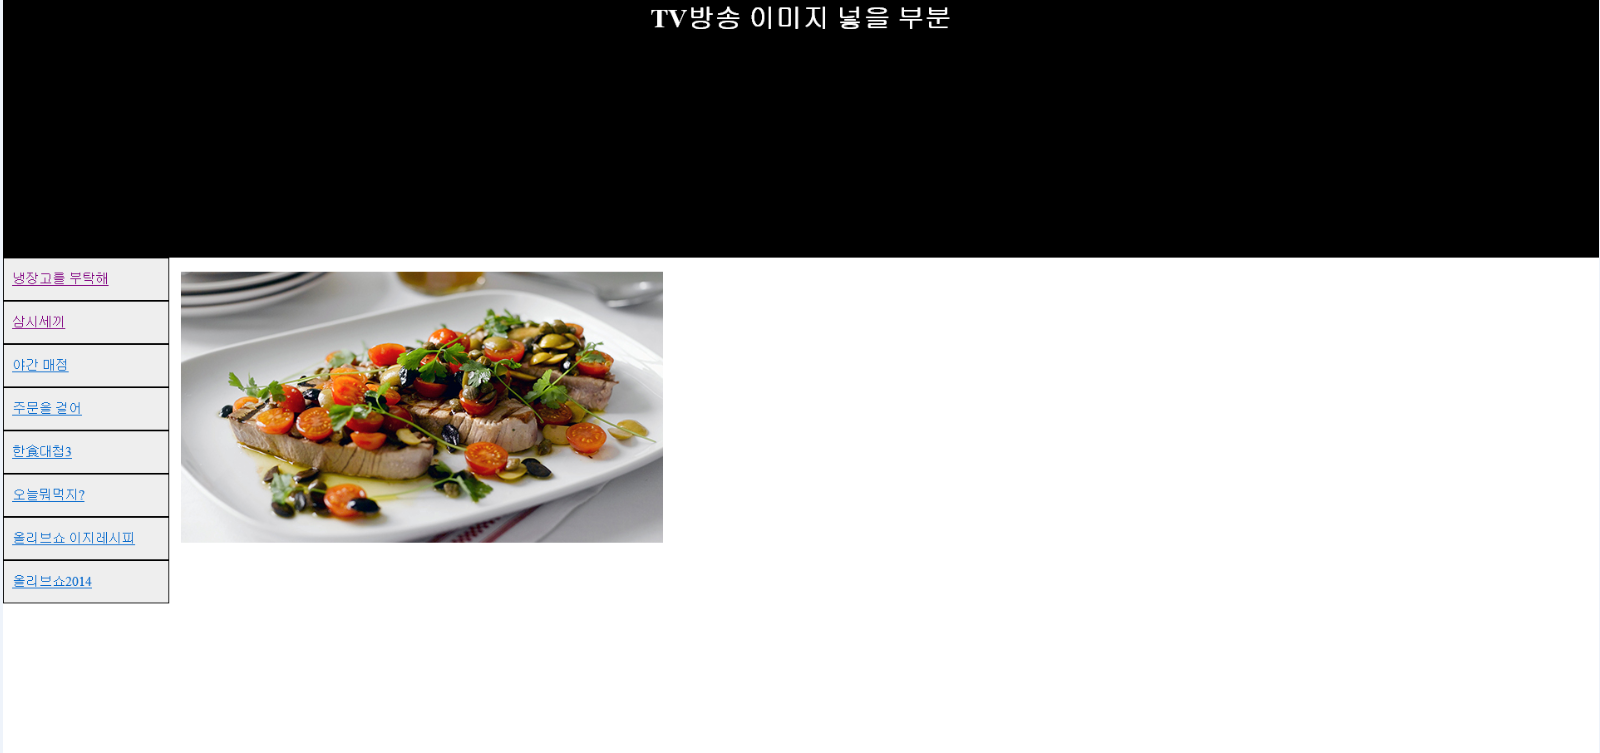 TV방송 이미지 넣을 부분
냉장고를 부탁해
삼시세끼
야간 매점
주문을 걸어
한食대첩3
오늘뭐먹지?
올리브쇼 이지레시피
올리브쇼2014